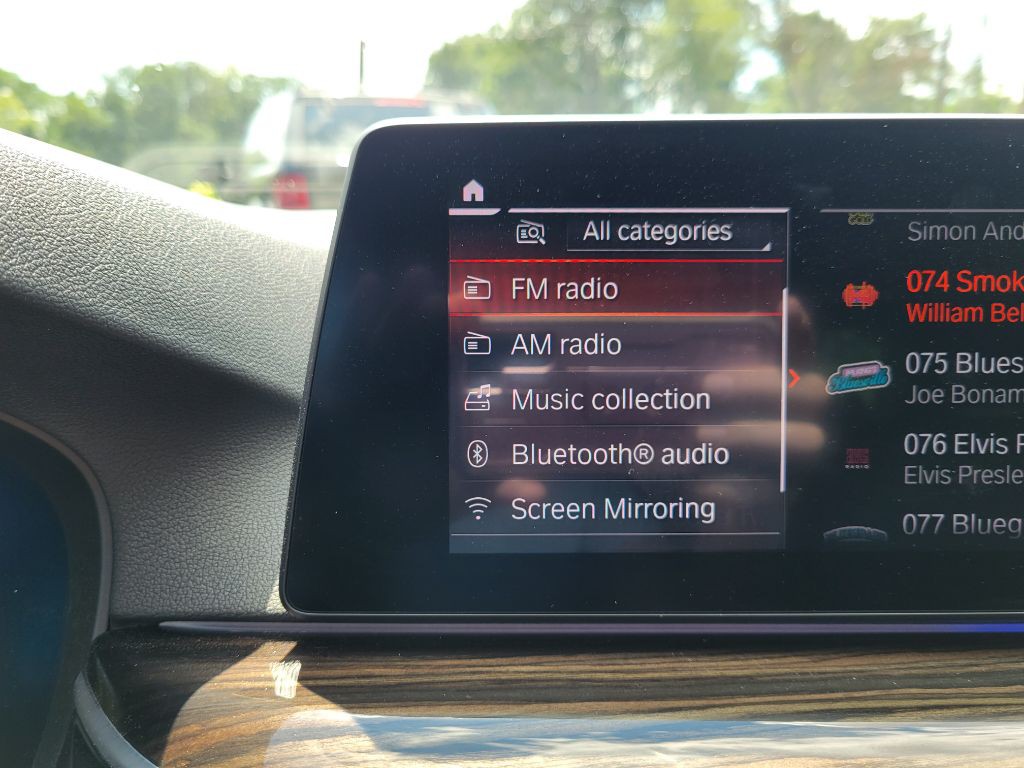 All categories
FM radio
AM radio
Music collection
Bluetooth® audio
Screen Mirroring
Simon And
074 Smok
William Bel
075 Blues
Joe Bonam
076 Elvis
Elvis Presle
077 Blueg